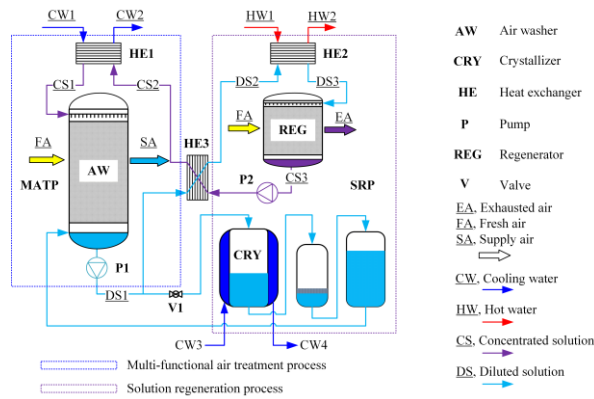 CW1 CW2 HW1 HW2
HE1 HE2
CS1 CS2 DS2 DS3
FA SA HE3 FA EA
AW REG
MATP P2 CS3 SRP
CRY
P1
DS1 V1
CW3 CW4
Multi-functional air treatment process
Solution regeneration process
AW Air washer
CRY Crystallizer
HE Heat exchanger
P Pump
REG Regenerator
V Valve
EA, Exhausted air
FA, Fresh air
SA, Supply air
CW, Cooling water
HW, Hot water
CS, Concentrated solution
DS, Diluted solution